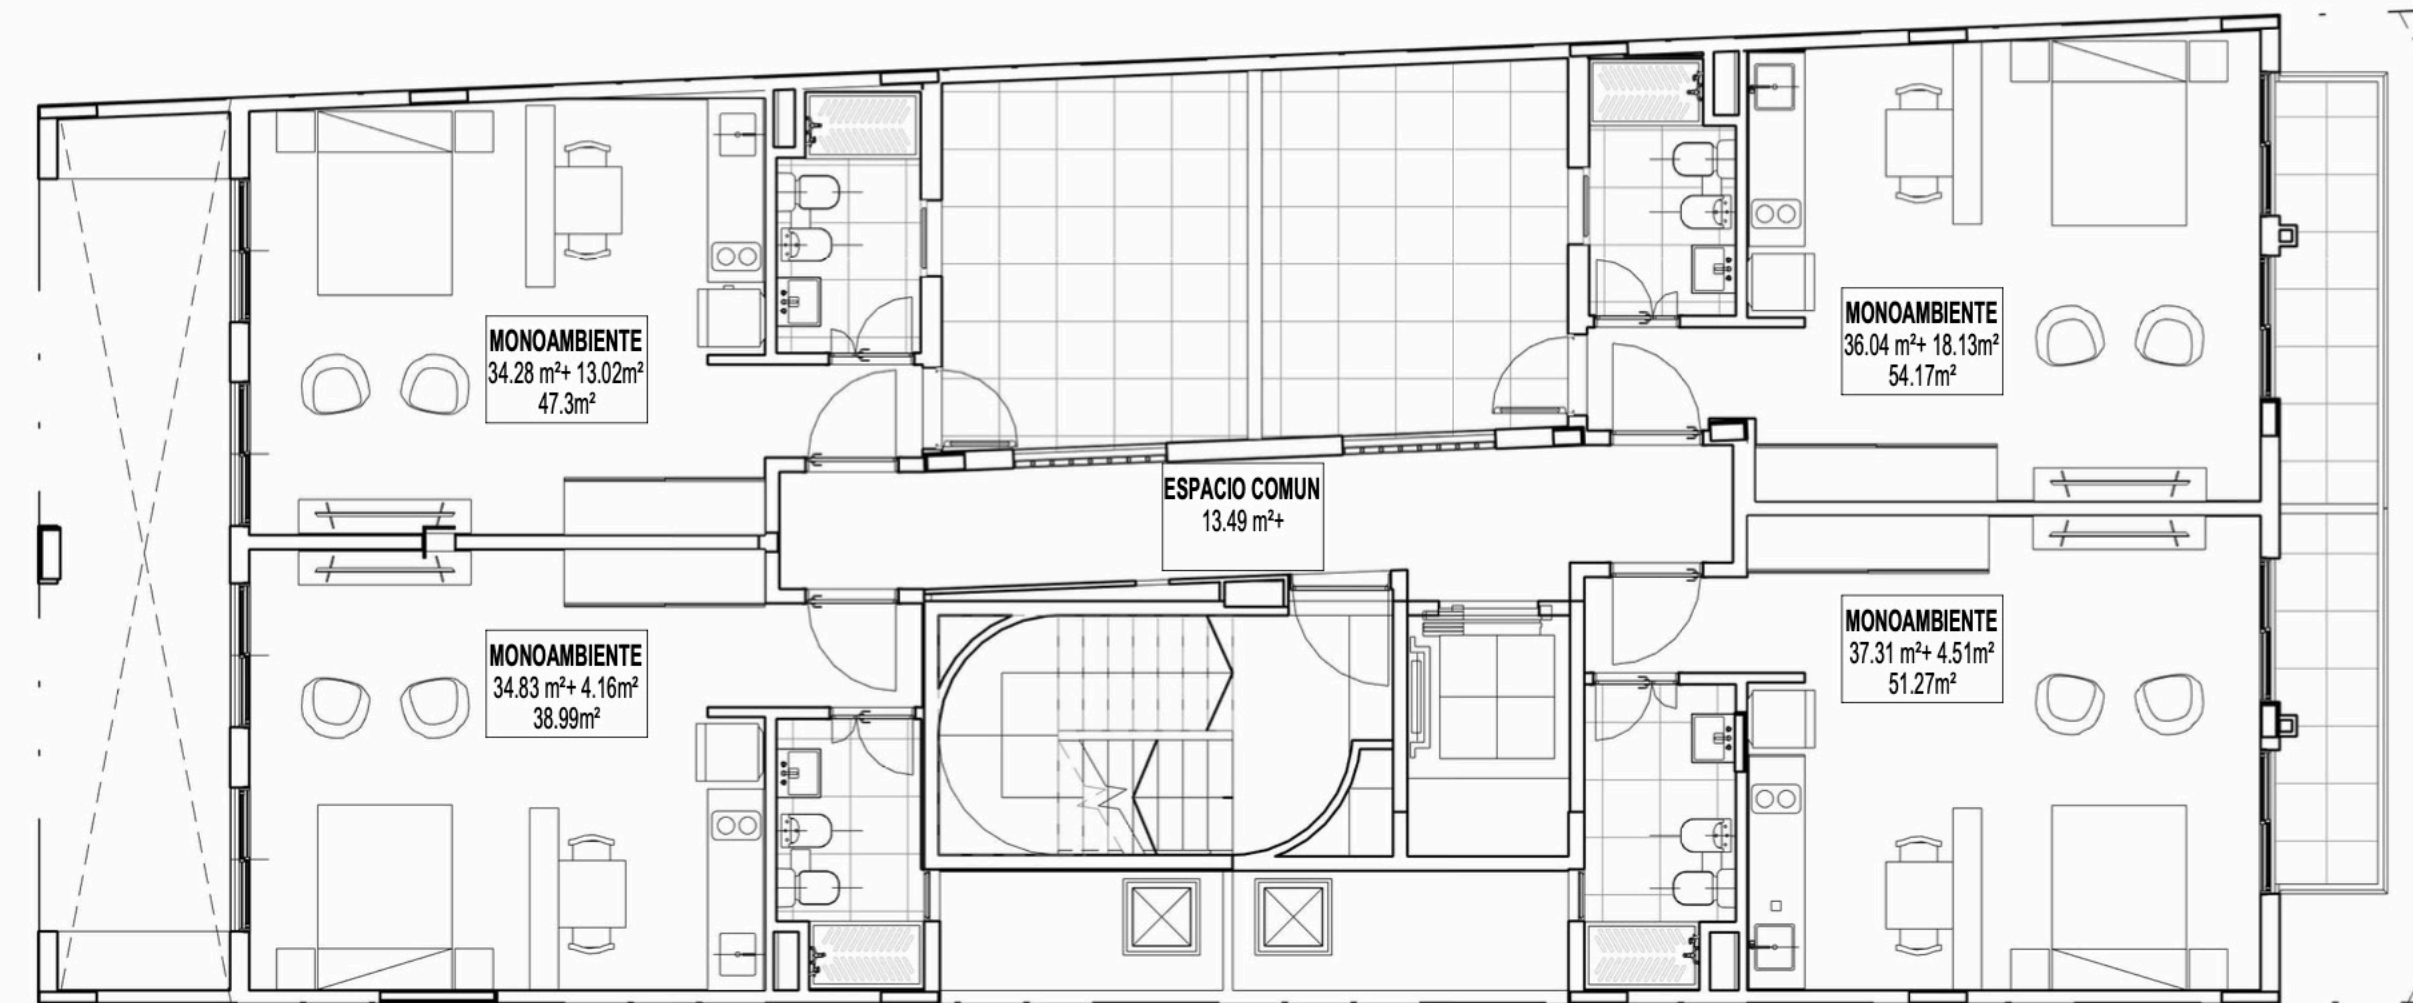 MONOAMBIENTE
34.28 m²+ 13.02m²
47.3m²
MONOAMBIENTE
36.04 m²+ 18.13m²
54.17m²
ESPACIO COMUN
13.49 m²+
MONOAMBIENTE
34.83 m²+ 4.16m²
38.99m²
MONOAMBIENTE
37.31 m²+ 4.51m²
51.27m²